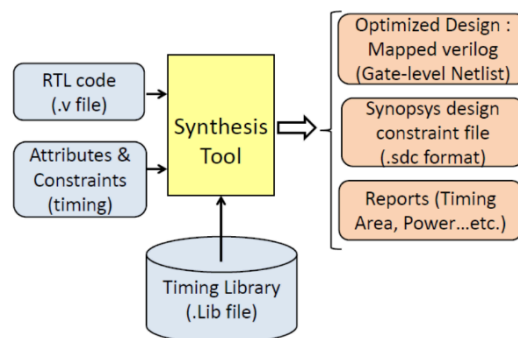 RTL code
(.v file)
Attributes &
Constraints
(timing)
Synthesis
Tool
Timing Library
(.Lib file)
Optimized Design :
Mapped verilog
(Gate-level Netlist)
Synopsys design
constraint file
(.sdc format)
Reports (Timing
Area, Power...etc.)